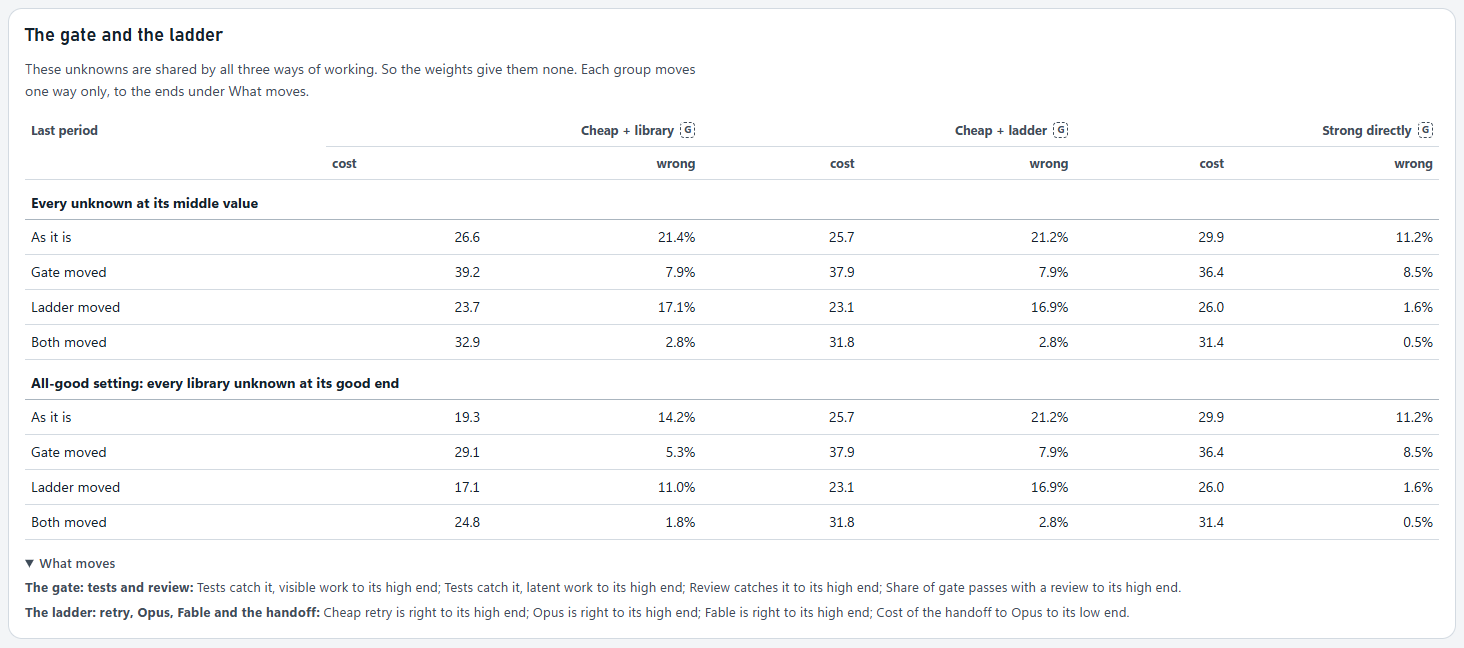 The gate and the ladder
These unknowns are shared by all three ways of working. So the weights give them none. Each group moves
one way only, to the ends under What moves.
Last period Cheap + library G Cheap + ladder G Strong directly G
cost wrong cost wrong cost wrong
Every unknown at its middle value
As it is 26.6 21.4% 25.7 21.2% 29.9 11.2%
Gate moved 39.2 7.9% 37.9 7.9% 36.4 8.5%
Ladder moved 23.7 17.1% 23.1 16.9% 26.0 1.6%
Both moved 32.9 2.8% 31.8 2.8% 31.4 0.5%
All-good setting: every library unknown at its good end
As it is 19.3 14.2% 25.7 21.2% 29.9 11.2%
Gate moved 29.1 5.3% 37.9 7.9% 36.4 8.5%
Ladder moved 17.1 11.0% 23.1 16.9% 26.0 1.6%
Both moved 24.8 1.8% 31.8 2.8% 31.4 0.5%
▼ What moves
The gate: tests and review: Tests catch it, visible work to its high end; Tests catch it, latent work to its high end; Review catches it to its high end; Share of gate passes with a review to its high end.
The ladder: retry, Opus, Fable and the handoff: Cheap retry is right to its high end; Opus is right to its high end; Fable is right to its high end; Cost of the handoff to Opus to its low end.